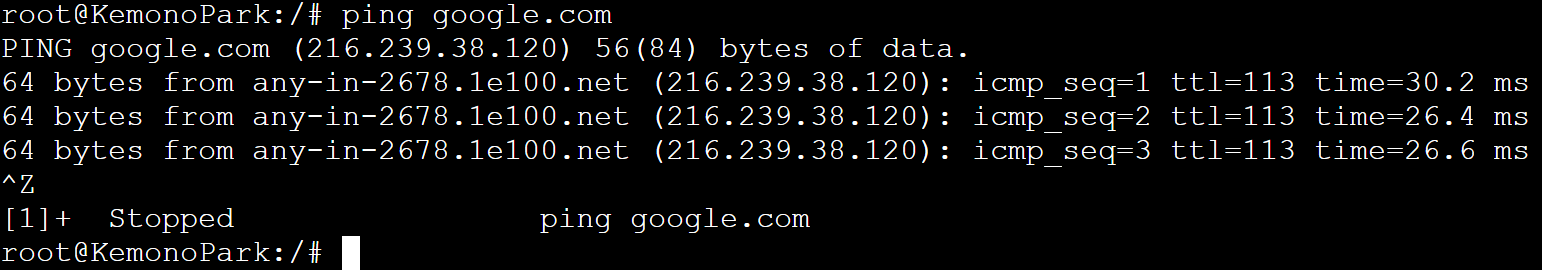 root@KemonoPark:/# ping google.com
PING google.com (216.239.38.120) 56(84) bytes of data.
64 bytes from any-in-2678.1e100.net (216.239.38.120): icmp_seq=1 ttl=113 time=30.2 ms
64 bytes from any-in-2678.1e100.net (216.239.38.120): icmp_seq=2 ttl=113 time=26.4 ms
64 bytes from any-in-2678.1e100.net (216.239.38.120): icmp_seq=3 ttl=113 time=26.6 ms
^Z
[1]+  Stopped                 ping google.com
root@KemonoPark:/#